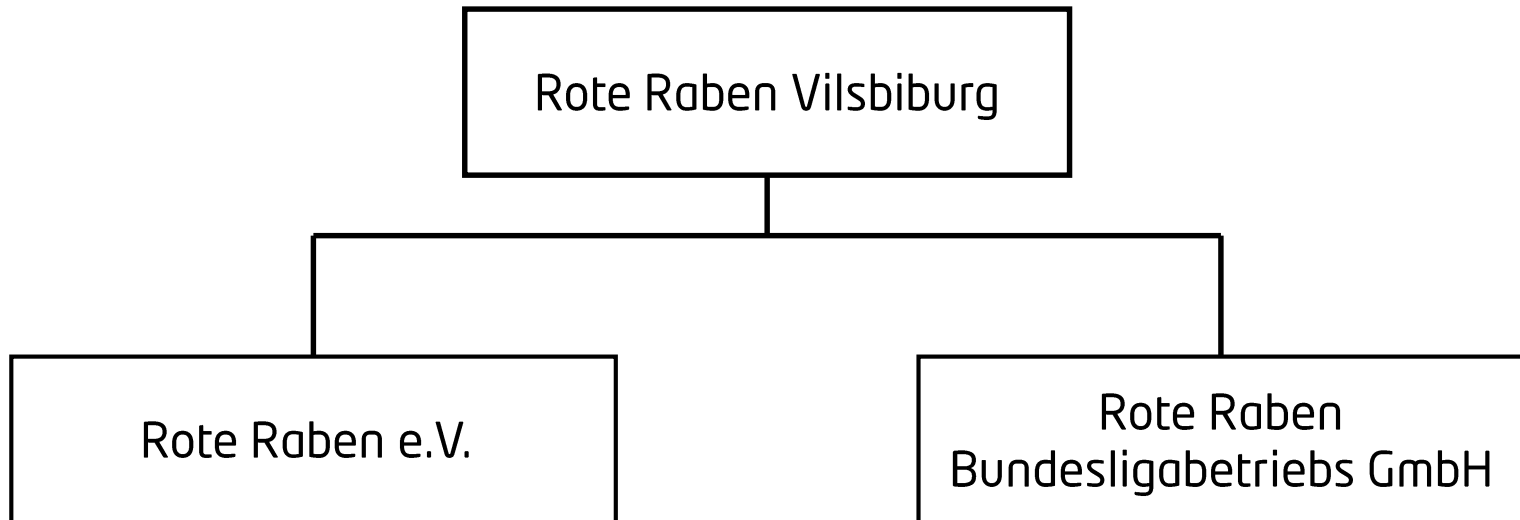 Rote Raben Vilsbiburg
Rote Raben e.V.
Rote Raben
Bundesligabetriebs GmbH